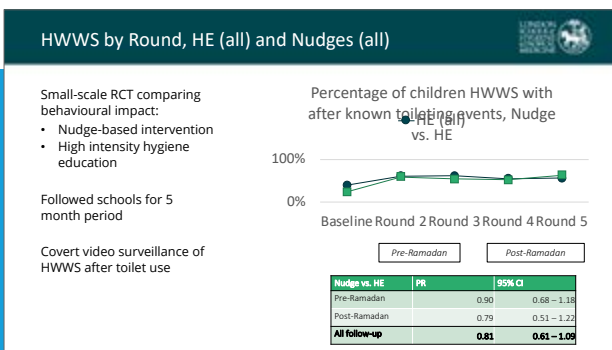 HWWS by Round, HE (all) and Nudges (all)
LONDON
Small-scale RCT comparing
behavioural impact:
• Nudge-based intervention
• High intensity hygiene
education
Followed schools for 5
month period
Covert video surveillance of
HWWS after toilet use
Percentage of children HWWS with
after known toileting events, Nudge
HE (all)
vs. HE
100%
0%
Baseline Round 2 Round 3 Round 4 Round 5
Pre-Ramadan Post-Ramadan
Nudge vs. HE PR 95% CI
Pre-Ramadan 0.90 0.68 – 1.18
Post-Ramadan 0.79 0.51 – 1.22
All follow-up 0.81 0.61 – 1.09